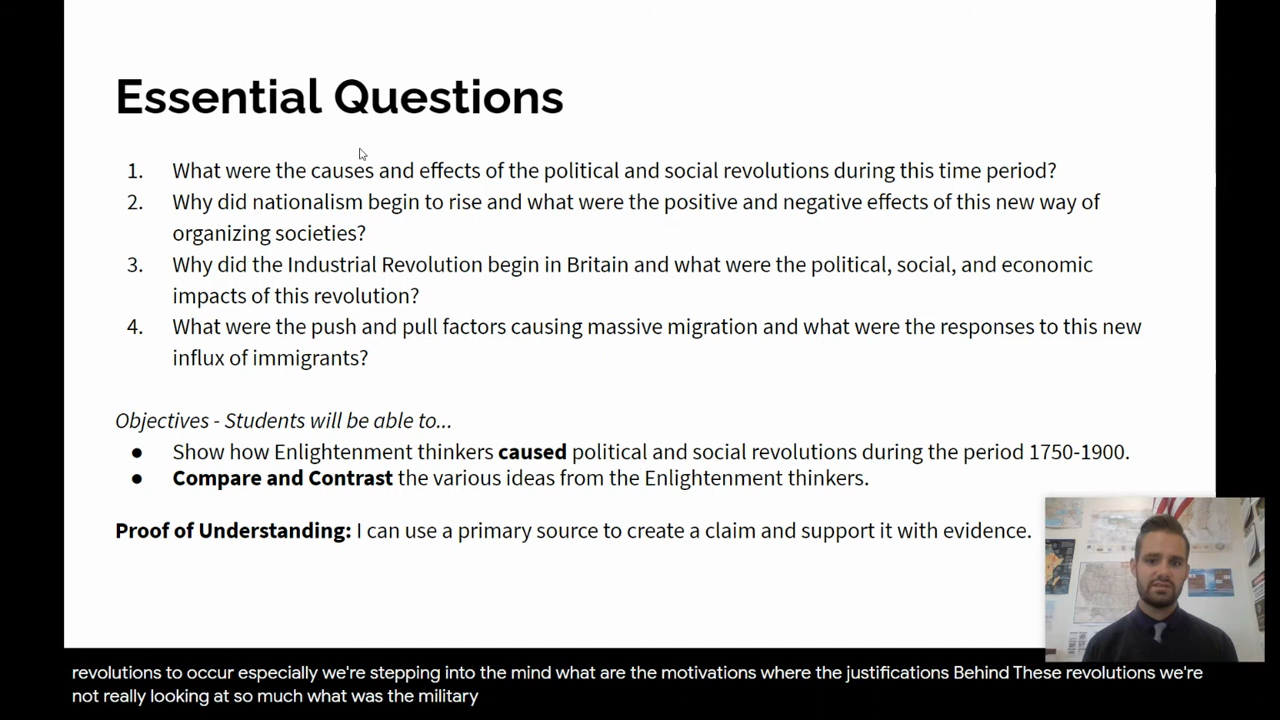 Essential Questions
1. What were the causes and effects of the political and social revolutions during this time period?
2. Why did nationalism begin to rise and what were the positive and negative effects of this new way of
organizing societies?
3. Why did the Industrial Revolution begin in Britain and what were the political, social, and economic
impacts of this revolution?
4. What were the push and pull factors causing massive migration and what were the responses to this new
influx of immigrants?
Objectives - Students will be able to...
● Show how Enlightenment thinkers caused political and social revolutions during the period 1750-1900.
● Compare and Contrast the various ideas from the Enlightenment thinkers.
Proof of Understanding: I can use a primary source to create a claim and support it with evidence.
revolutions to occur especially we're stepping into the mind what are the motivations where the justifications Behind These revolutions we're
not really looking at so much what was the military